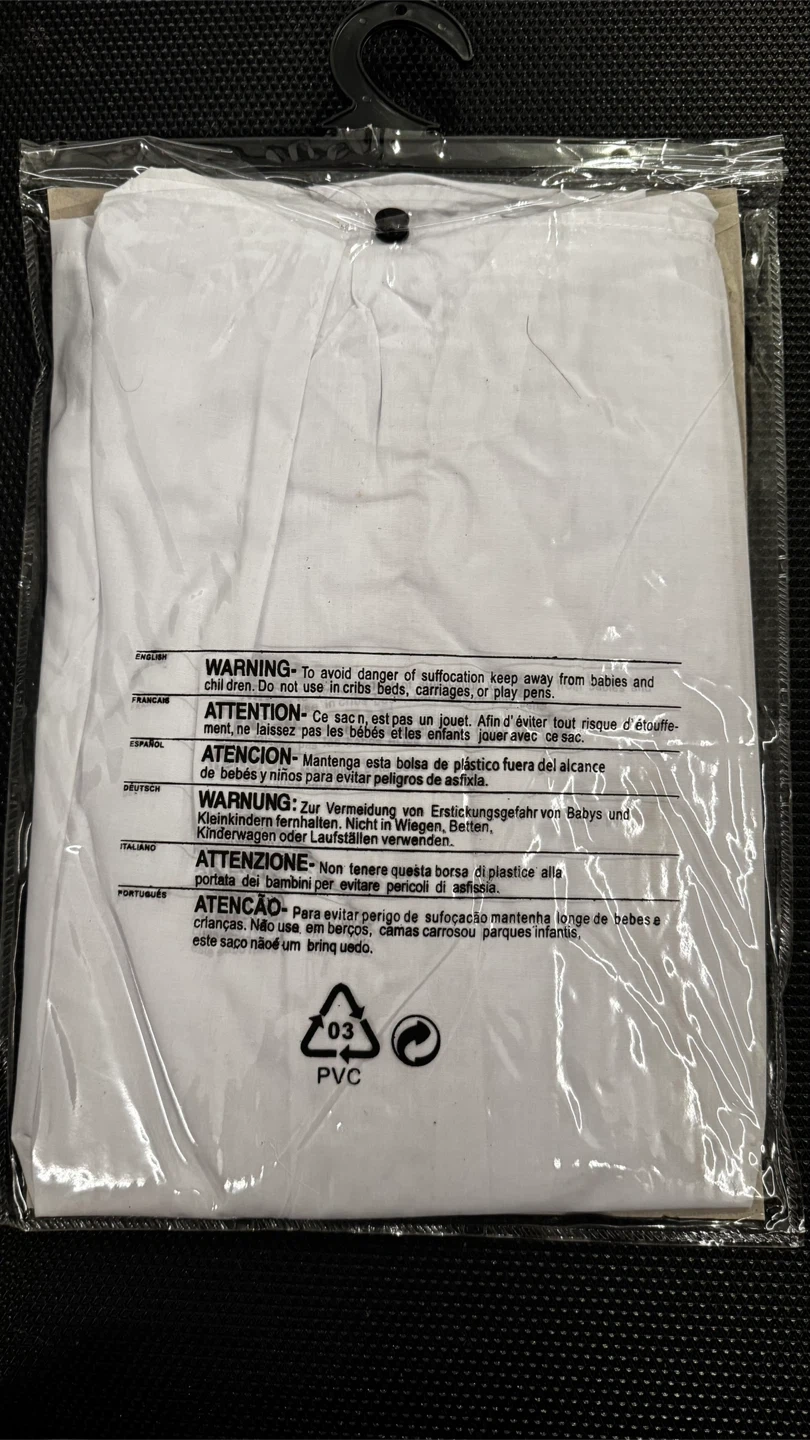 ENGLISH
WARNING- To avoid danger of suffocation keep away from babies and
chil dren. Do not use in cribs beds, carriages, or play pens.
FRANCAIS
ATTENTION- Ce sac n, est pas un jouet. Afin d' éviter tout risque d'étouffe-
ment, ne laissez pas les bébés et les enfants jouer avec ce sac.
ESPAÑOL
ATENCION- Mantenga esta bolsa de plástico fuera del alcance
de bebés y niños para evitar peligros de asfixla.
DEUTSCH
WARNUNG: Zur Vermeidung von Erstickungsgefahr von Babys und
Kleinkindern fernhalten. Nicht in Wiegen, Betten,
Kinderwagen oder Laufställen verwenden.
ITALIANO
ATTENZIONE- Non tenere questa borsa di plastice alla
portata dei bambini per evitare pericoli di asfissia.
PORTUGUÊS
ATENCÃO- Para evitar perigo de sufoçacão mantenha longe de bebes e
crianças. Não use em berços, camas carrosou parques infantis,
este saco nãoé um brinq uedo.
03
PVC